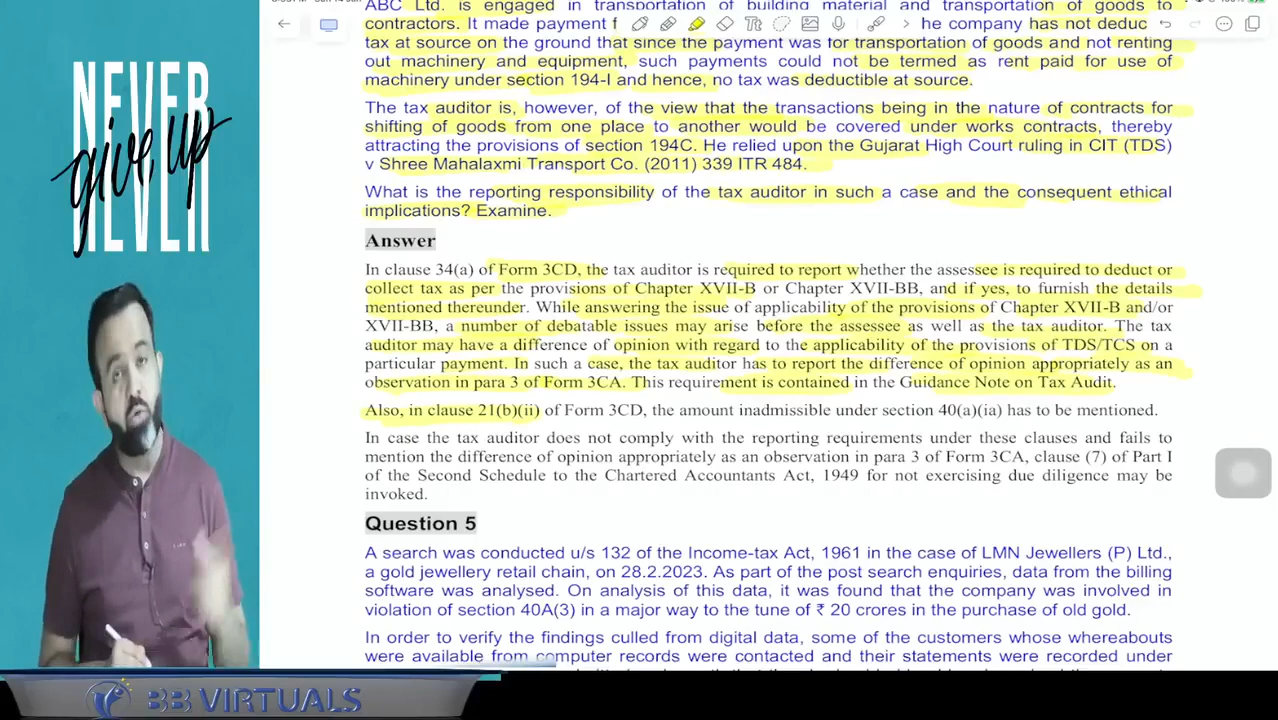 ABC Ltd. is engaged in transportation of building material and transportation of goods to
contractors. It made payment f he company has not deduc
tax at source on the ground that since the payment was for transportation of goods and not renting
out machinery and equipment, such payments could not be termed as rent paid for use of
machinery under section 194-I and hence, no tax was deductible at source.
The tax auditor is, however, of the view that the transactions being in the nature of contracts for
shifting of goods from one place to another would be covered under works contracts, thereby
attracting the provisions of section 194C. He relied upon the Gujarat High Court ruling in CIT (TDS)
v Shree Mahalaxmi Transport Co. (2011) 339 ITR 484.
What is the reporting responsibility of the tax auditor in such a case and the consequent ethical
implications? Examine.
Answer
In clause 34(a) of Form 3CD, the tax auditor is required to report whether the assessee is required to deduct or
collect tax as per the provisions of Chapter XVII-B or Chapter XVII-BB, and if yes, to furnish the details
mentioned thereunder. While answering the issue of applicability of the provisions of Chapter XVII-B and/or
XVII-BB, a number of debatable issues may arise before the assessee as well as the tax auditor. The tax
auditor may have a difference of opinion with regard to the applicability of the provisions of TDS/TCS on a
particular payment. In such a case, the tax auditor has to report the difference of opinion appropriately as an
observation in para 3 of Form 3CA. This requirement is contained in the Guidance Note on Tax Audit.
Also, in clause 21(b)(ii) of Form 3CD, the amount inadmissible under section 40(a)(ia) has to be mentioned.
In case the tax auditor does not comply with the reporting requirements under these clauses and fails to
mention the difference of opinion appropriately as an observation in para 3 of Form 3CA, clause (7) of Part I
of the Second Schedule to the Chartered Accountants Act, 1949 for not exercising due diligence may be
invoked.
Question 5
A search was conducted u/s 132 of the Income-tax Act, 1961 in the case of LMN Jewellers (P) Ltd.,
a gold jewellery retail chain, on 28.2.2023. As part of the post search enquiries, data from the billing
software was analysed. On analysis of this data, it was found that the company was involved in
violation of section 40A(3) in a major way to the tune of ₹ 20 crores in the purchase of old gold.
In order to verify the findings culled from digital data, some of the customers whose whereabouts
were available from computer records were contacted and their statements were recorded under
NEVER
give up
NEVER
BB VIRTUALS